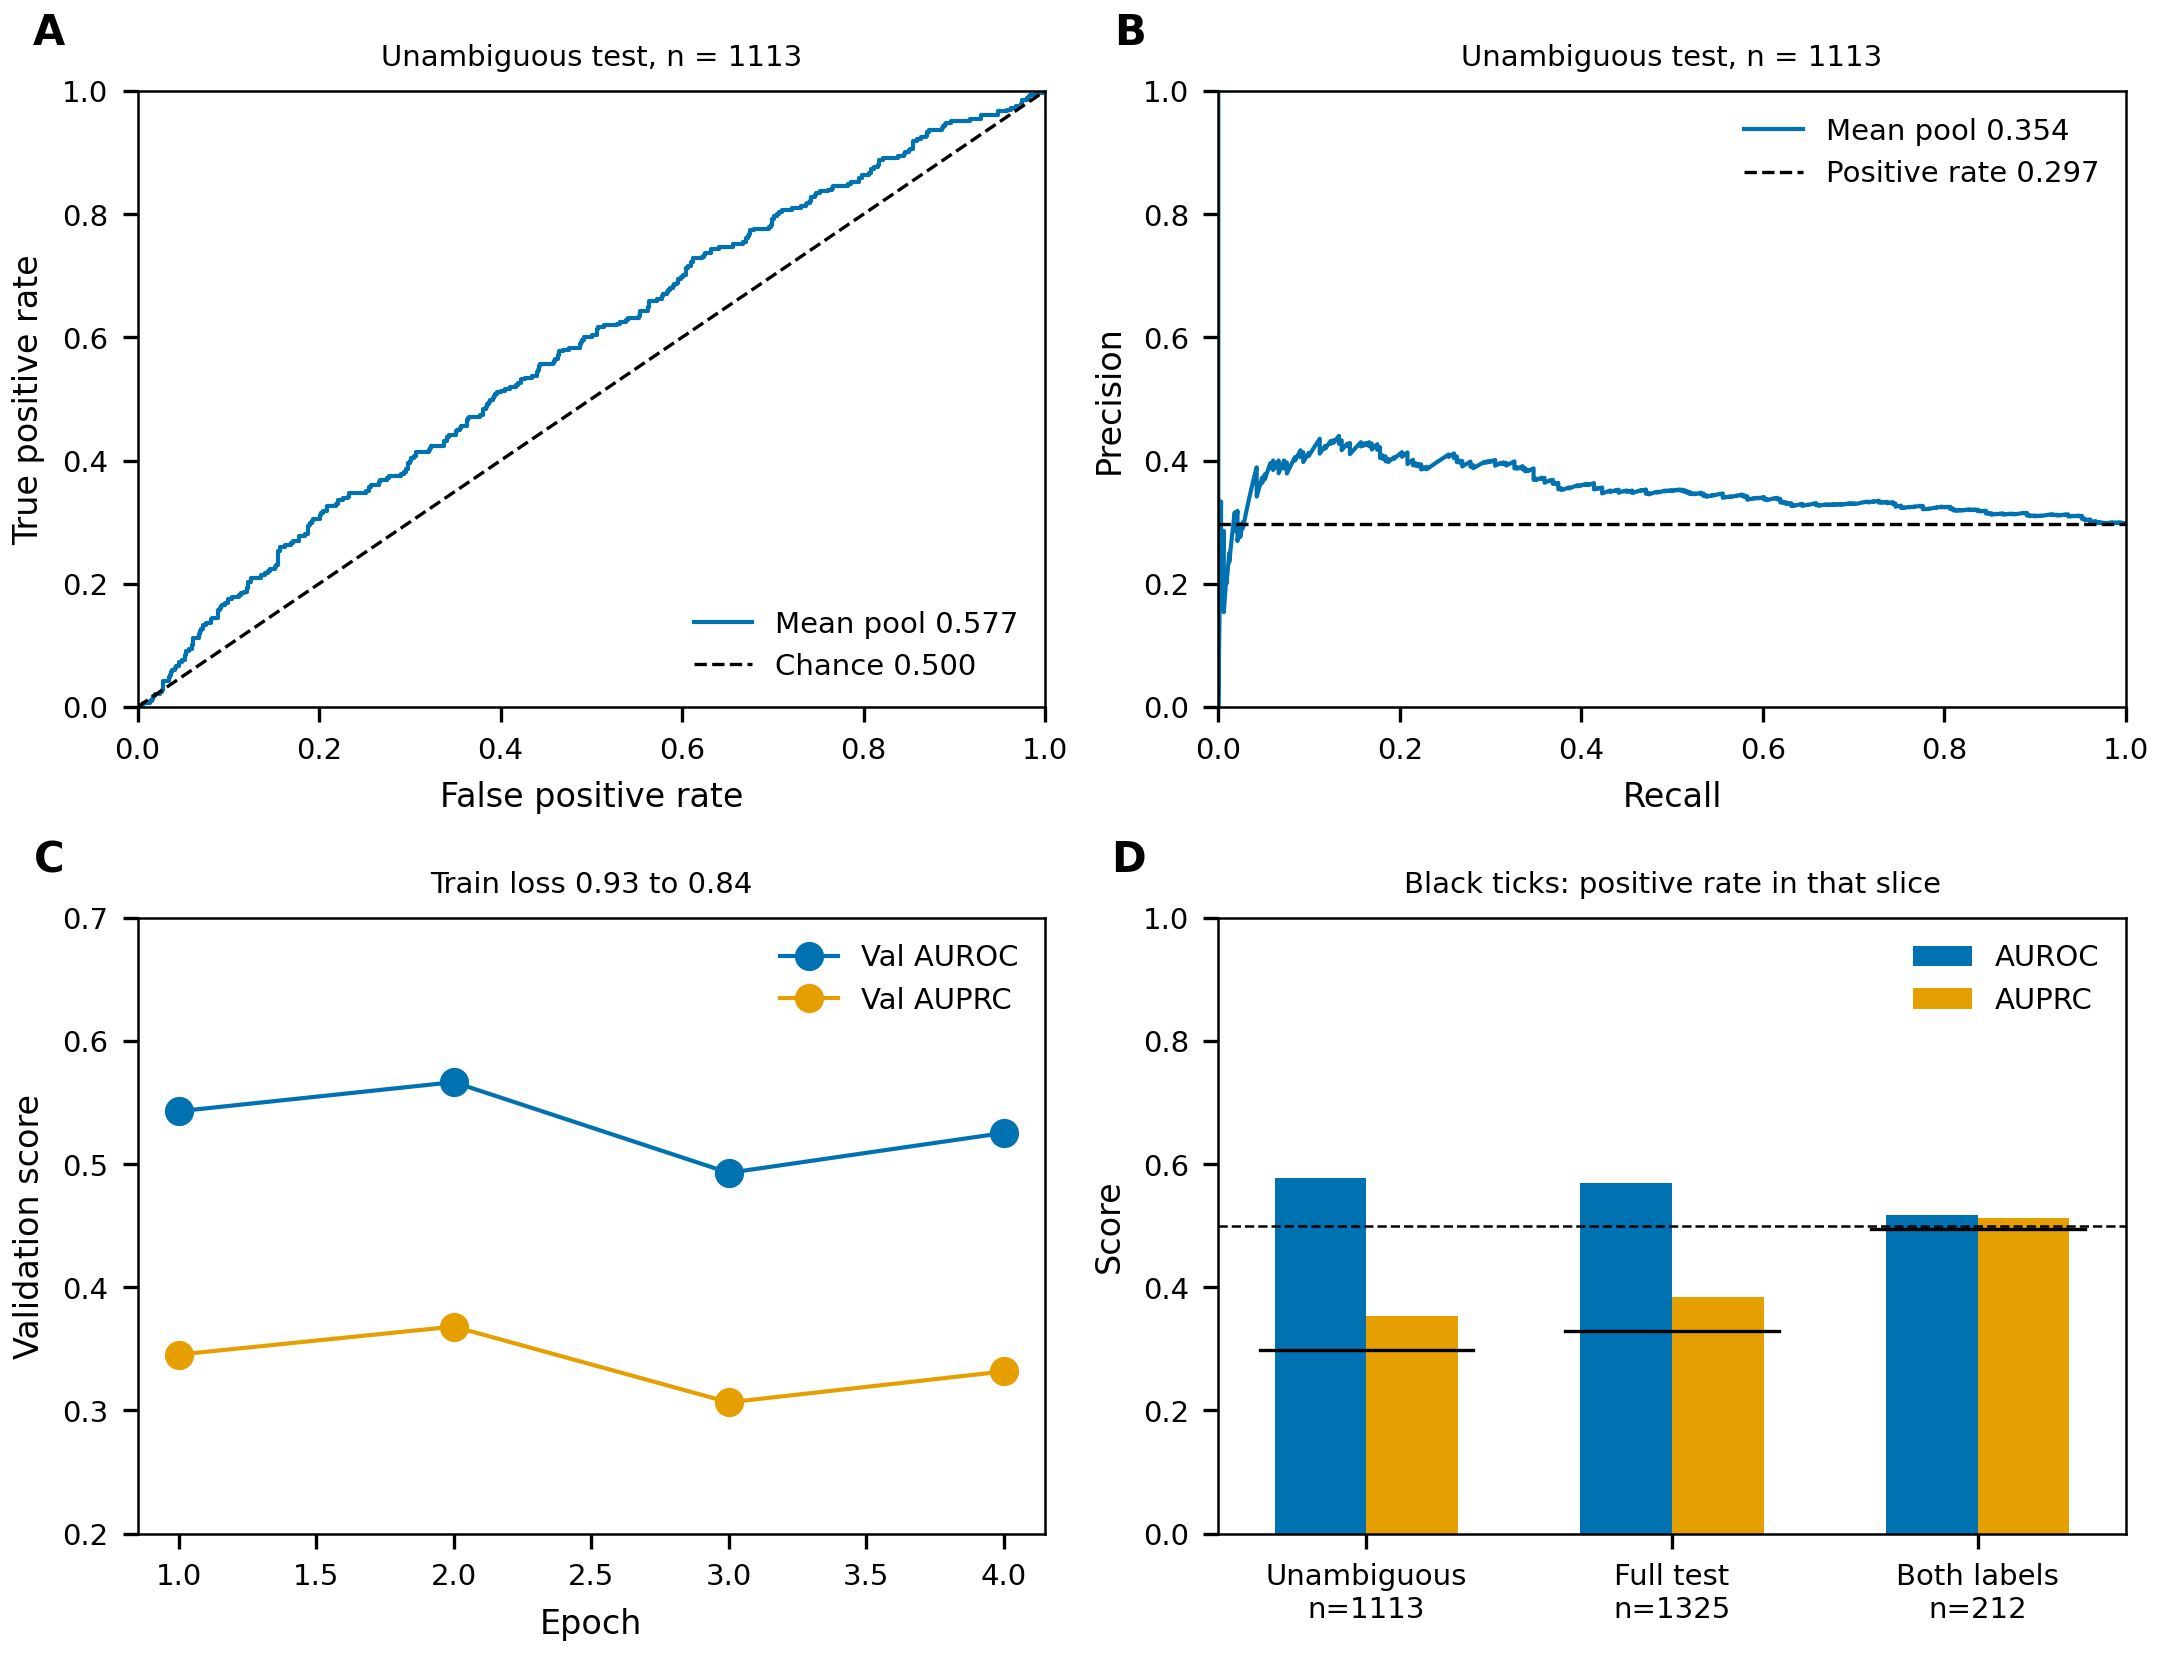 A
Unambiguous test, n = 1113
1.0
0.8
0.6
0.4
0.2
0.0
True positive rate
Mean pool 0.577
Chance 0.500
0.0 0.2 0.4 0.6 0.8 1.0
False positive rate
B
Unambiguous test, n = 1113
1.0
0.8
0.6
0.4
0.2
0.0
Precision
Mean pool 0.354
Positive rate 0.297
0.0 0.2 0.4 0.6 0.8 1.0
Recall
C
Train loss 0.93 to 0.84
0.7
0.6
0.5
0.4
0.3
0.2
Validation score
Val AUROC
Val AUPRC
1.0 1.5 2.0 2.5 3.0 3.5 4.0
Epoch
D
Black ticks: positive rate in that slice
1.0
0.8
0.6
0.4
0.2
0.0
Score
AUROC
AUPRC
Unambiguous
n=1113
Full test
n=1325
Both labels
n=212